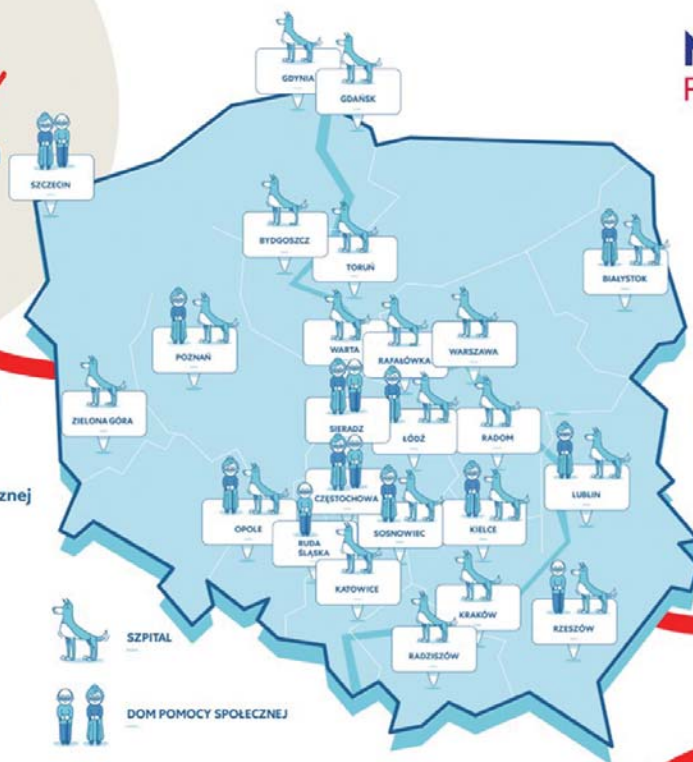 GDYNIA
GDAŃSK
SZCZECIN
BYDGOSZCZ
TORUŃ
BIAŁYSTOK
POZNAŃ
WARTA
RAFAŁÓWKA
WARSZAWA
ZIELONA GÓRA
SIERADZ
ŁÓDŹ
RADOM
CZĘSTOCHOWA
LUBLIN
znej
OPOLE
RUDA
ŚLĄSKA
SOSNOWIEC
KIELCE
KATOWICE
KRAKÓW
RZESZÓW
RADZISZÓW
SZPITAL
DOM POMOCY SPOŁECZNEJ